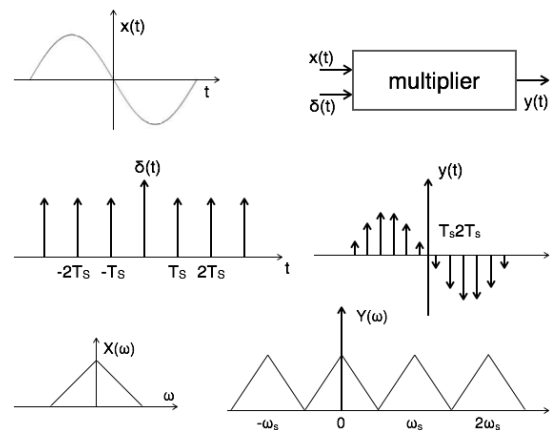 x(t)
t
x(t)
δ(t)
multiplier
y(t)
δ(t)
-2Ts -Ts Ts 2Ts t
y(t)
Ts2Ts
X(ω)
ω
Y(ω)
-ωs 0 ωs 2ωs